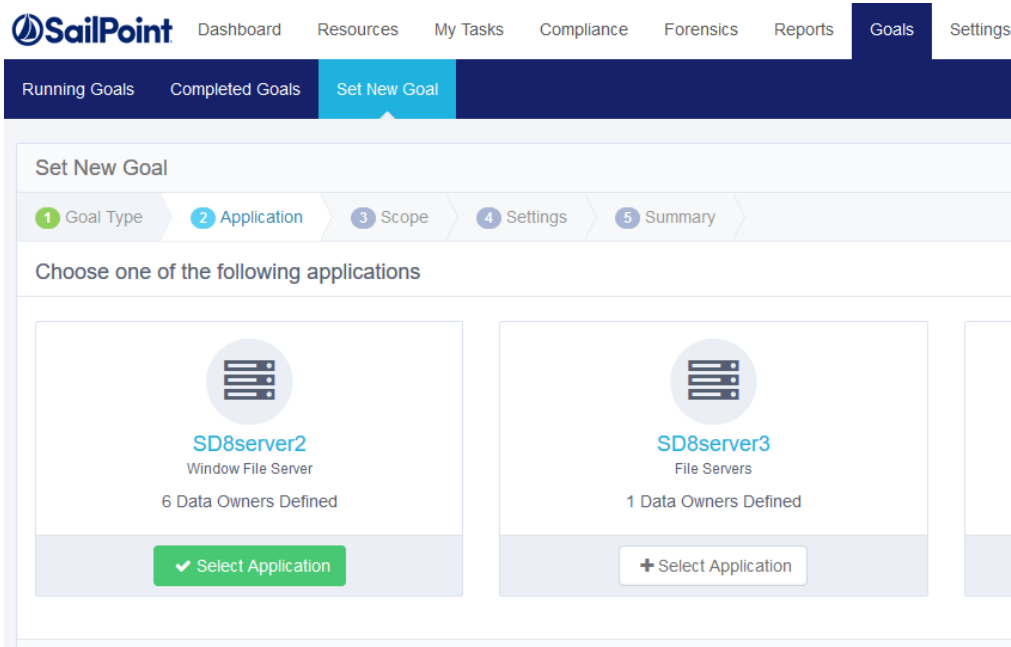 SailPoint Dashboard Resources My Tasks Compliance Forensics Reports Goals Settings
Running Goals Completed Goals Set New Goal
Set New Goal
1 Goal Type 2 Application 3 Scope 4 Settings 5 Summary
Choose one of the following applications
SD8server2
Window File Server
6 Data Owners Defined
Select Application
SD8server3
File Servers
1 Data Owners Defined
Select Application